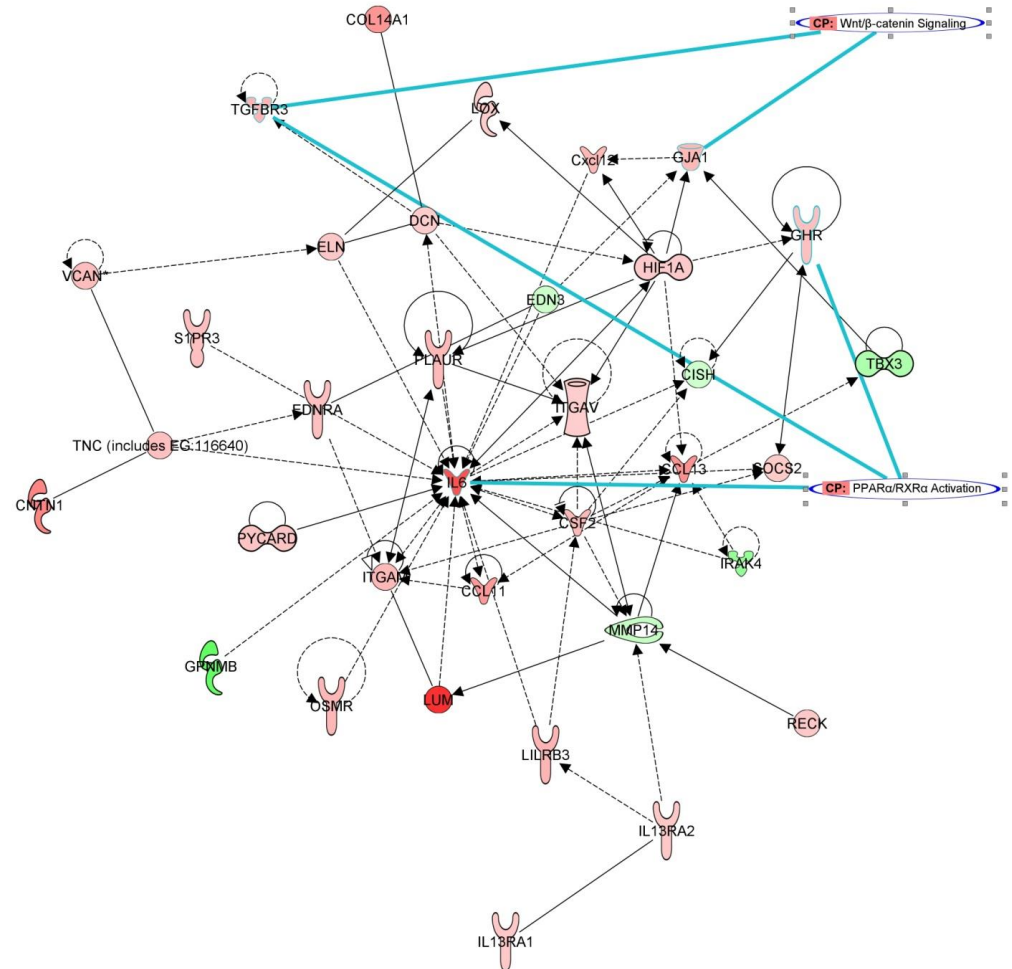 COL14A1
CP: Wnt/β-catenin Signaling
TGFBR3
LOX
Cxcl12
GJA1
DCN
ELN
GHR
VCAN*
HIF1A
EDN3
S1PR3
PLAUR
CISH
TBX3
EDNRA
ITGAV
TNC (includes EG:116640)
IL6
CCL13
SOCS2
CP: PPARα/RXRα Activation
CNTN1
CSF2
PYCARD
IRAK4
ITGAM
CCL11
MMP14
GPNMB
OSMR
LUM
RECK
LILRB3
IL13RA2
IL13RA1